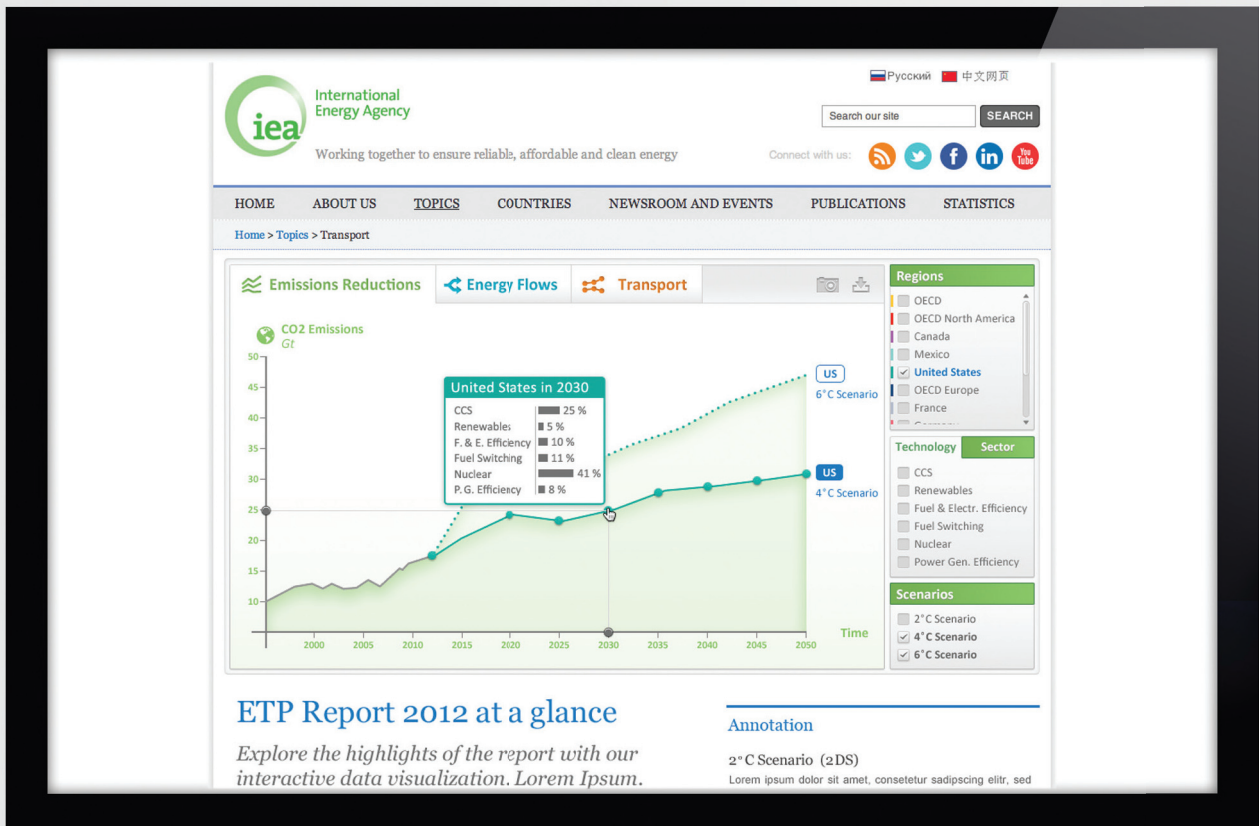 Русский 中文网页
iea
International
Energy Agency
Search our site SEARCH
Working together to ensure reliable, affordable and clean energy
Connect with us: You Tube
HOME ABOUT US TOPICS COUNTRIES NEWSROOM AND EVENTS PUBLICATIONS STATISTICS
Home > Topics > Transport
Emissions Reductions Energy Flows Transport
CO2 Emissions
Gt
50
45
40
35
30
25
20
15
10
2000 2005 2010 2015 2020 2025 2030 2035 2040 2045 2050
Time
United States in 2030
CCS 25 %
Renewables 5 %
F. & E. Efficiency 10 %
Fuel Switching 11 %
Nuclear 41 %
P. G. Efficiency 8 %
US
6°C Scenario
US
4°C Scenario
Regions
OECD
OECD North America
Canada
Mexico
United States
OECD Europe
France
Technology Sector
CCS
Renewables
Fuel & Electr. Efficiency
Fuel Switching
Nuclear
Power Gen. Efficiency
Scenarios
2°C Scenario
4°C Scenario
6°C Scenario
ETP Report 2012 at a glance
Explore the highlights of the report with our
interactive data visualization. Lorem Ipsum.
Annotation
2°C Scenario (2DS)
Lorem ipsum dolor sit amet, consetetur sadipscing elitr, sed